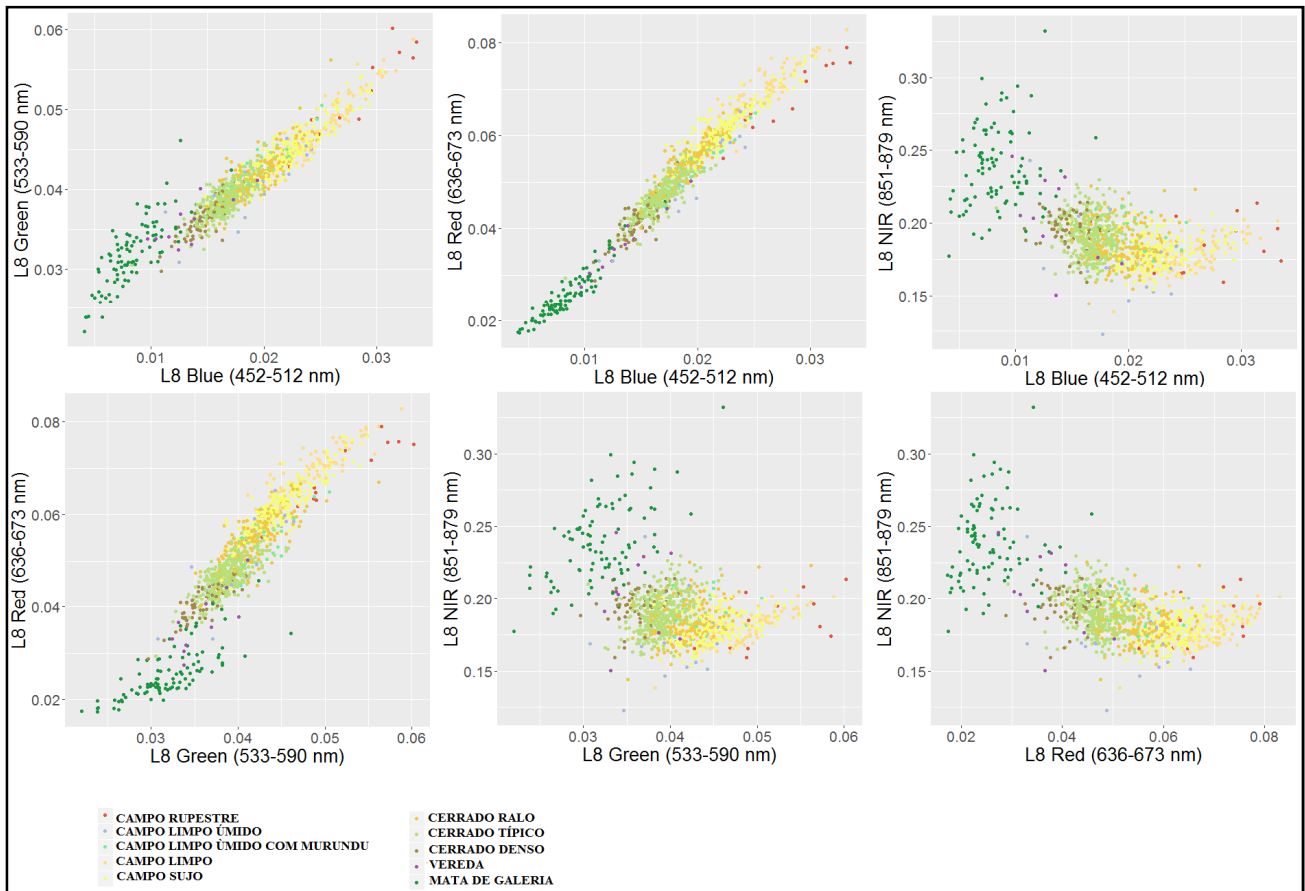 0.06
0.05
0.04
0.03
L8 Green (533-590 nm)
0.01
0.02
0.03
L8 Blue (452-512 nm)
0.08
0.06
0.04
0.02
L8 Red (636-673 nm)
0.01
0.02
0.03
L8 Blue (452-512 nm)
0.30
0.25
0.20
0.15
L8 NIR (851-879 nm)
0.01
0.02
0.03
L8 Blue (452-512 nm)
0.08
0.06
0.04
0.02
L8 Red (636-673 nm)
0.03
0.04
0.05
0.06
L8 Green (533-590 nm)
0.30
0.25
0.20
0.15
L8 NIR (851-879 nm)
0.03
0.04
0.05
0.06
L8 Green (533-590 nm)
0.30
0.25
0.20
0.15
L8 NIR (851-879 nm)
0.02
0.04
0.06
0.08
L8 Red (636-673 nm)
CAMPO RUPESTRE
CAMPO LIMPO ÚMIDO
CAMPO LIMPO ÙMIDO COM MURUNDU
CAMPO LIMPO
CAMPO SUJO
CERRADO RALO
CERRADO TÍPICO
CERRADO DENSO
VEREDA
MATA DE GALERIA